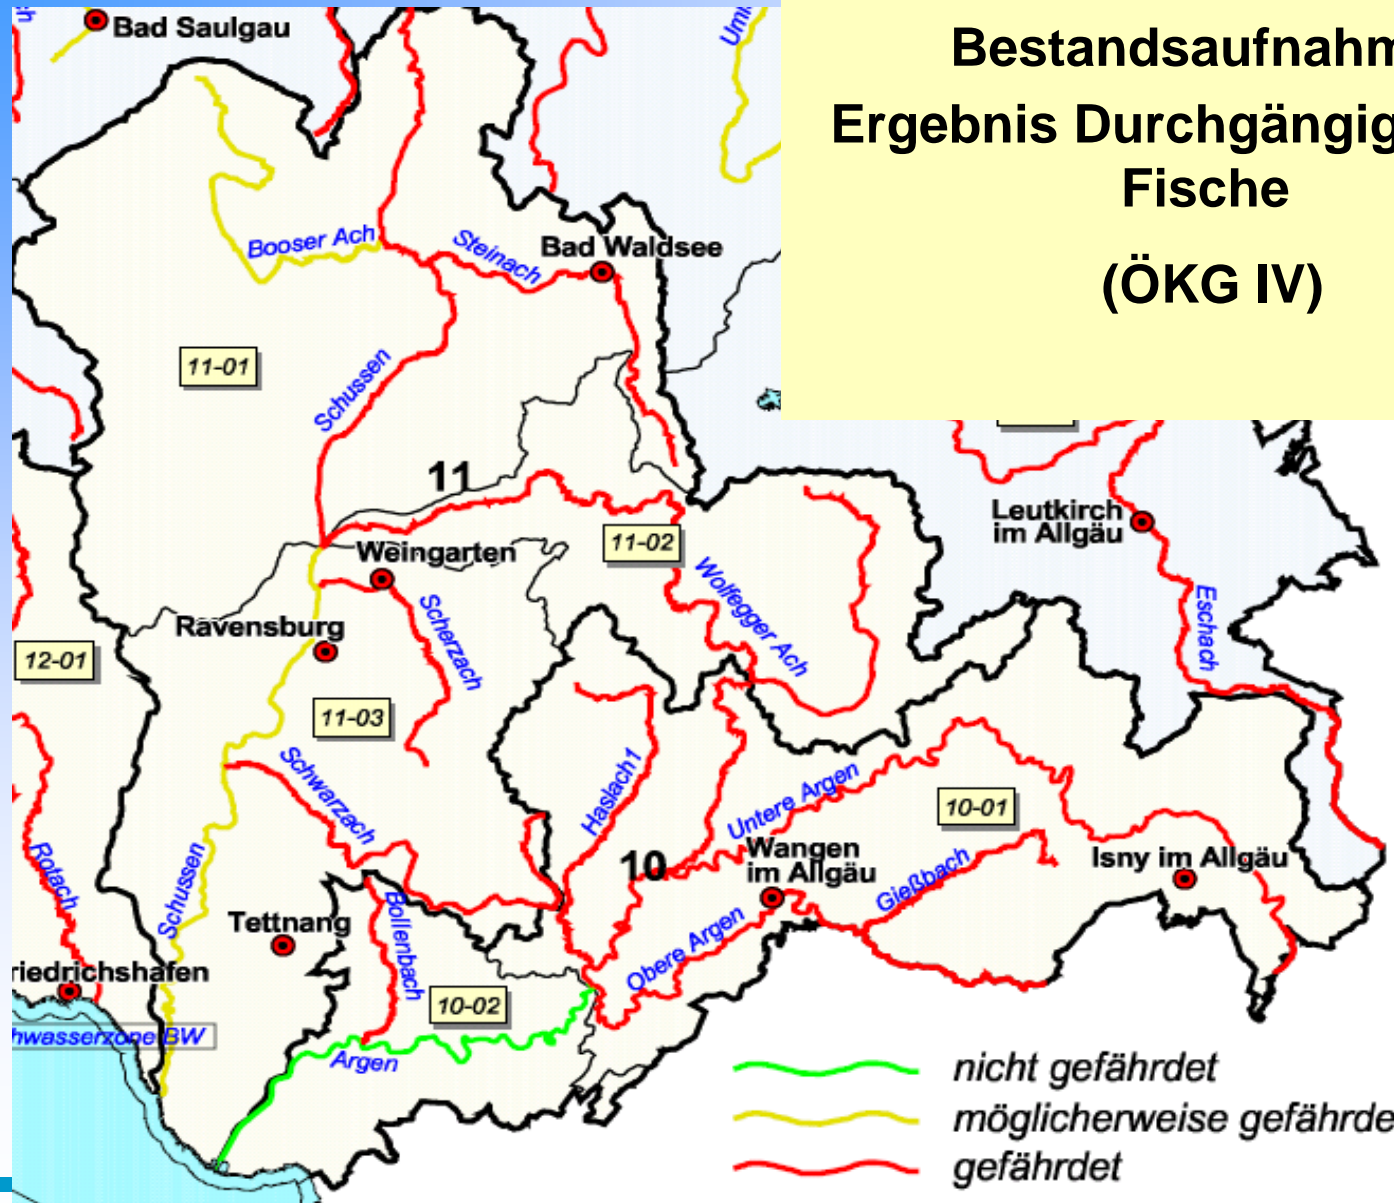 Bestandsaufnahm
Ergebnis Durchgängig
Fische
(ÖKG IV)
Bad Saulgau
Booser Ach
Steinach
Bad Waldsee
11-01
Schussen
11
Weingarten
11-02
Leutkirch
im Allgäu
Wolfegger Ach
Eschach
Scherzach
Ravensburg
12-01
11-03
Schwarzach
Haslach1
Untere Argen
10-01
10
Wangen
im Allgäu
Gießbach
Isny im Allgäu
Rotach
Schussen
Tettnang
Bollenbach
Obere Argen
riedrichshafen
10-02
hwasserzone BW
Argen
nicht gefährdet
möglicherweise gefährde
gefährdet